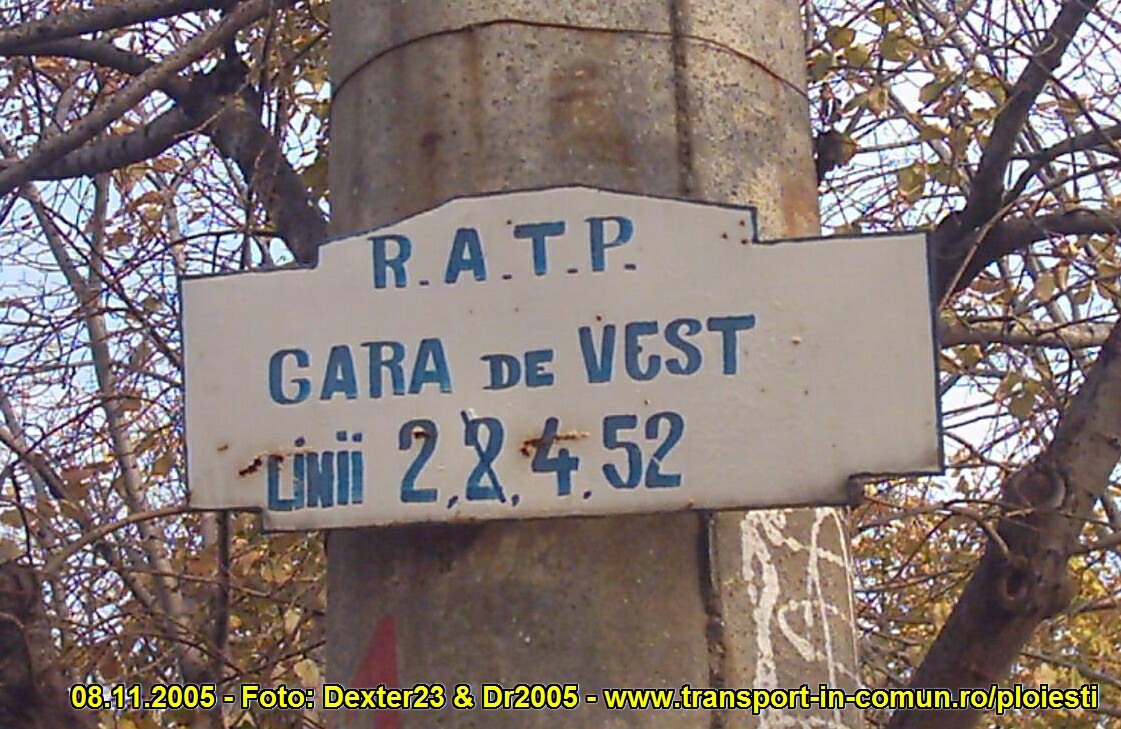 R.A.T.P.
GARA DE VEST
LINII 2,2,4,52
08.11.2005 - Foto: Dexter23 & Dr2005 - www.transport-in-comun.ro/ploiesti